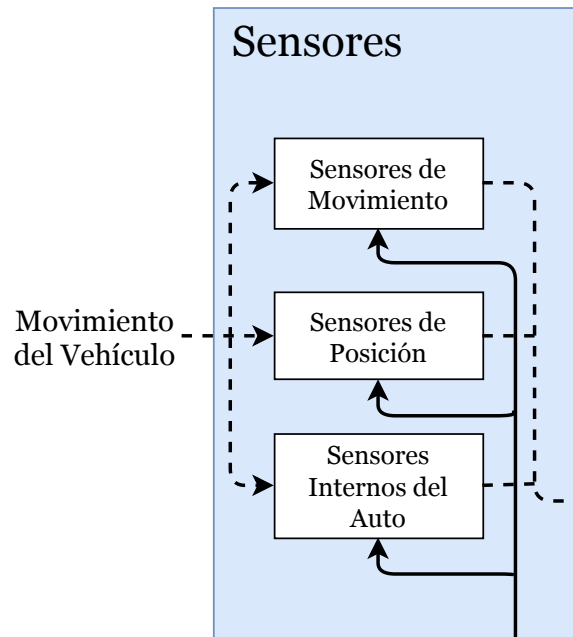 Sensores
Sensores de
Movimiento
Movimiento
del Vehículo
Sensores de
Posición
Sensores
Internos del
Auto